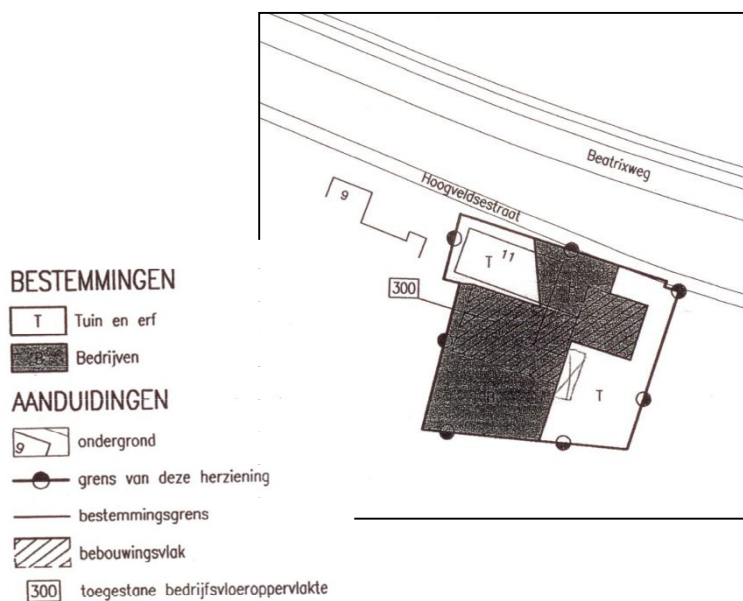 Beatrixweg
Hoogveldsestraat
9
T 11
B
300
B
T
BESTEMMINGEN
T Tuin en erf
B Bedrijven
AANDUIDINGEN
9 ondergrond
grens van deze herziening
bestemmingsgrens
bebouwingsvlak
300 toegestane bedrijfsvloeroppervlakte